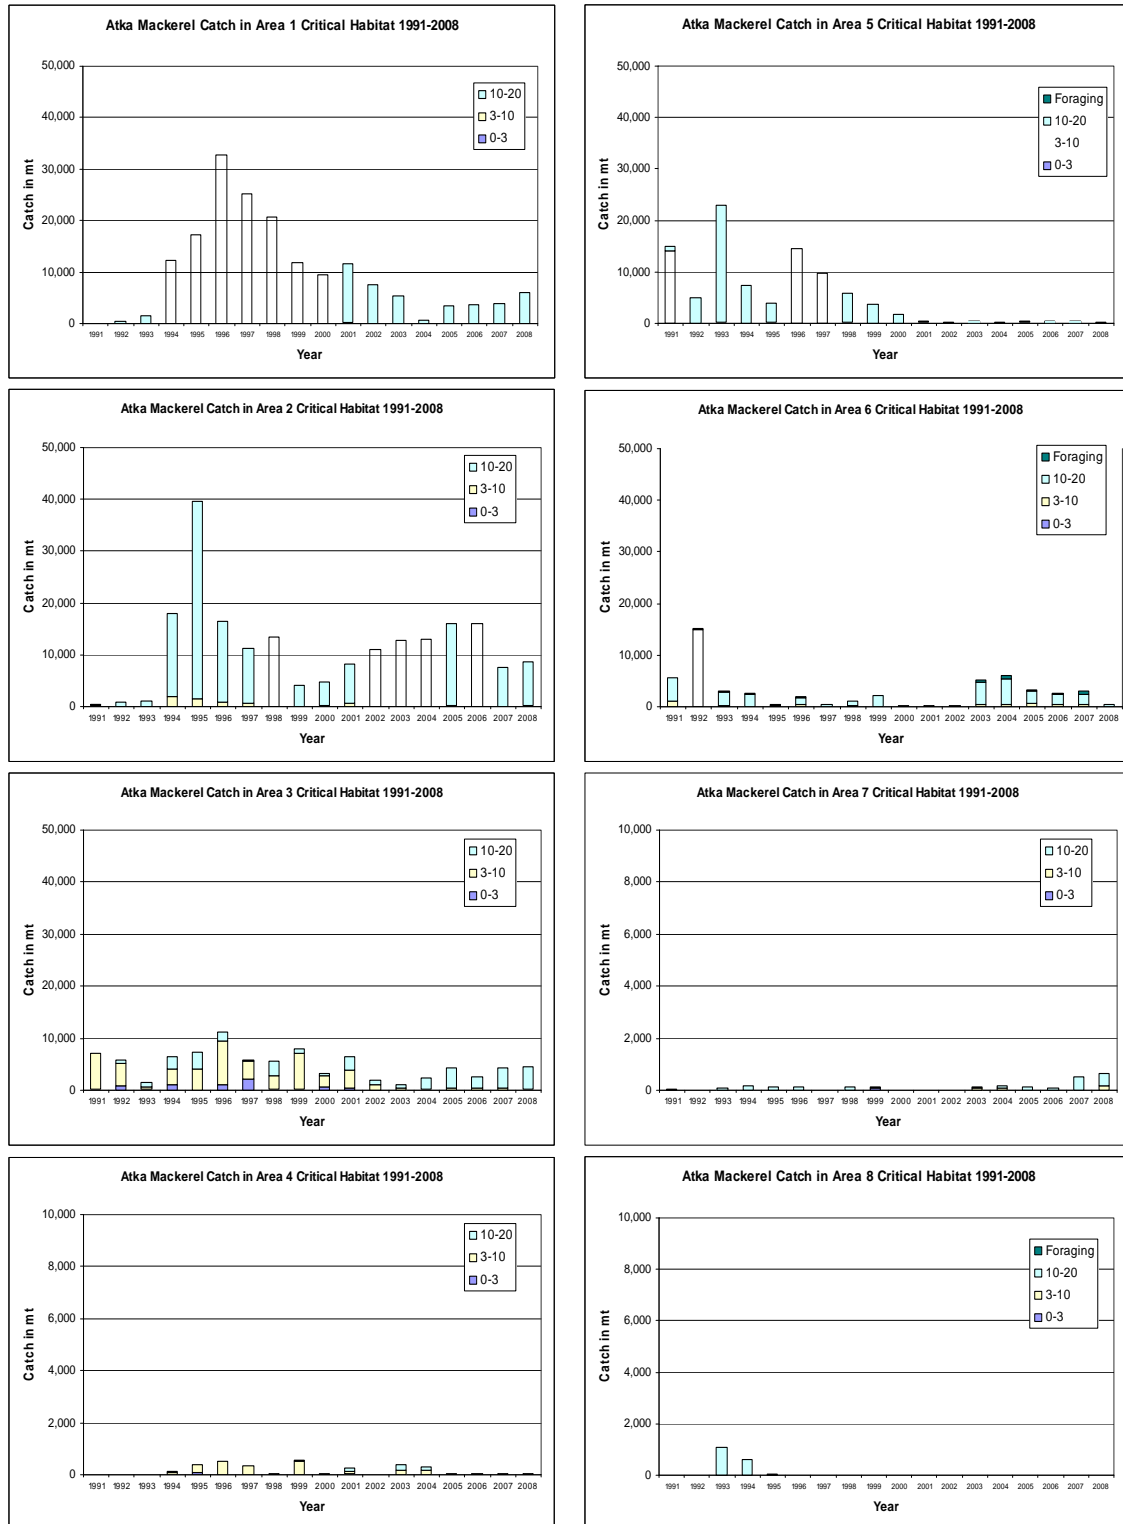 Atka Mackerel Catch in Area 1 Critical Habitat 1991-2008
50,000
40,000
30,000
20,000
10,000
0
Catch in mt
10-20
3-10
0-3
1991 1992 1993 1994 1995 1996 1997 1998 1999 2000 2001 2002 2003 2004 2005 2006 2007 2008
Year
Atka Mackerel Catch in Area 5 Critical Habitat 1991-2008
50,000
40,000
30,000
20,000
10,000
0
Catch in mt
Foraging
10-20
3-10
0-3
1991 1992 1993 1994 1995 1996 1997 1998 1999 2000 2001 2002 2003 2004 2005 2006 2007 2008
Year
Atka Mackerel Catch in Area 2 Critical Habitat 1991-2008
50,000
40,000
30,000
20,000
10,000
0
Catch in mt
10-20
3-10
0-3
1991 1992 1993 1994 1995 1996 1997 1998 1999 2000 2001 2002 2003 2004 2005 2006 2007 2008
Year
Atka Mackerel Catch in Area 6 Critical Habitat 1991-2008
50,000
40,000
30,000
20,000
10,000
0
Catch in mt
Foraging
10-20
3-10
0-3
1991 1992 1993 1994 1995 1996 1997 1998 1999 2000 2001 2002 2003 2004 2005 2006 2007 2008
Year
Atka Mackerel Catch in Area 3 Critical Habitat 1991-2008
50,000
40,000
30,000
20,000
10,000
0
Catch in mt
10-20
3-10
0-3
1991 1992 1993 1994 1995 1996 1997 1998 1999 2000 2001 2002 2003 2004 2005 2006 2007 2008
Year
Atka Mackerel Catch in Area 7 Critical Habitat 1991-2008
10,000
8,000
6,000
4,000
2,000
0
Catch in mt
10-20
3-10
0-3
1991 1992 1993 1994 1995 1996 1997 1998 1999 2000 2001 2002 2003 2004 2005 2006 2007 2008
Year
Atka Mackerel Catch in Area 4 Critical Habitat 1991-2008
10,000
8,000
6,000
4,000
2,000
0
Catch in mt
10-20
3-10
0-3
1991 1992 1993 1994 1995 1996 1997 1998 1999 2000 2001 2002 2003 2004 2005 2006 2007 2008
Year
Atka Mackerel Catch in Area 8 Critical Habitat 1991-2008
10,000
8,000
6,000
4,000
2,000
0
Catch in mt
Foraging
10-20
3-10
0-3
1991 1992 1993 1994 1995 1996 1997 1998 1999 2000 2001 2002 2003 2004 2005 2006 2007 2008
Year